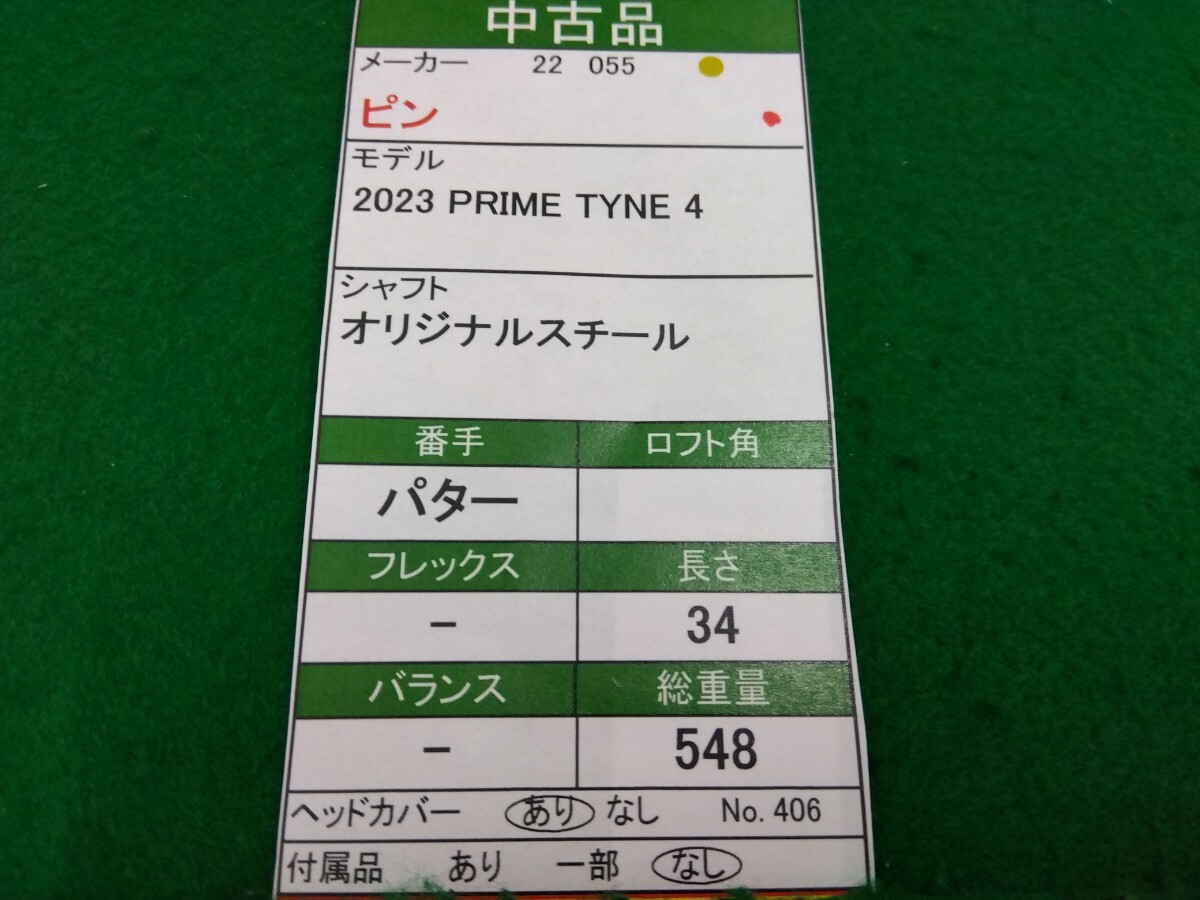 中古品
メーカー 22 055
ピン
モデル
2023 PRIME TYNE 4
シャフト
オリジナルスチール
番手 ロフト角
パター
フレックス 長さ
- 34
バランス 総重量
- 548
ヘッドカバー あり なし No. 406
付属品 あり 一部 なし